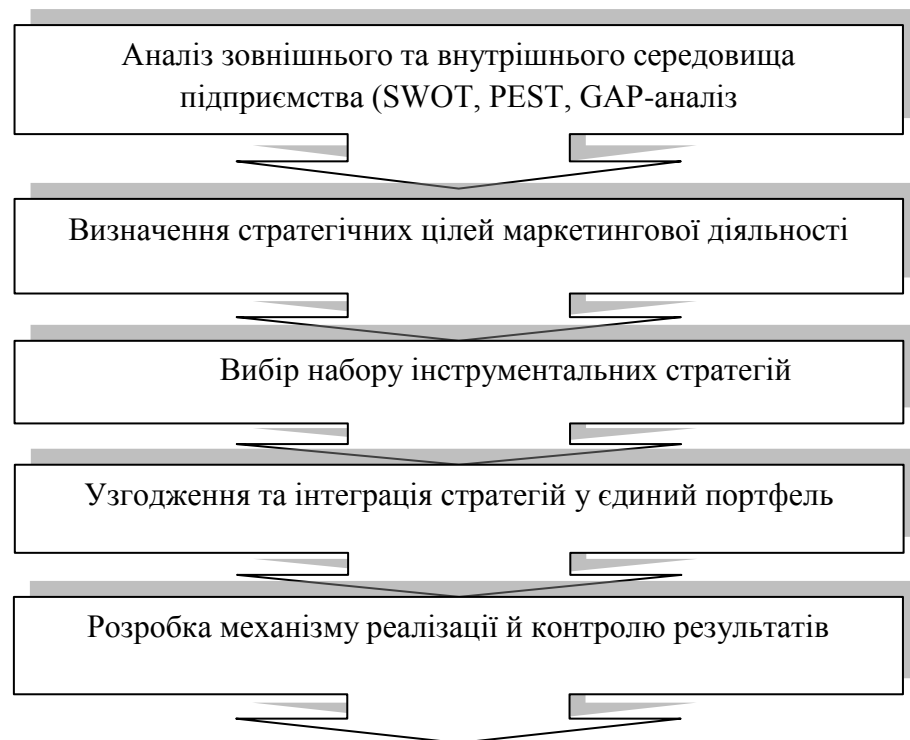 Аналіз зовнішнього та внутрішнього середовища
підприємства (SWOT, PEST, GAP-аналіз
Визначення стратегічних цілей маркетингової діяльності
Вибір набору інструментальних стратегій
Узгодження та інтеграція стратегій у єдиний портфель
Розробка механізму реалізації й контролю результатів